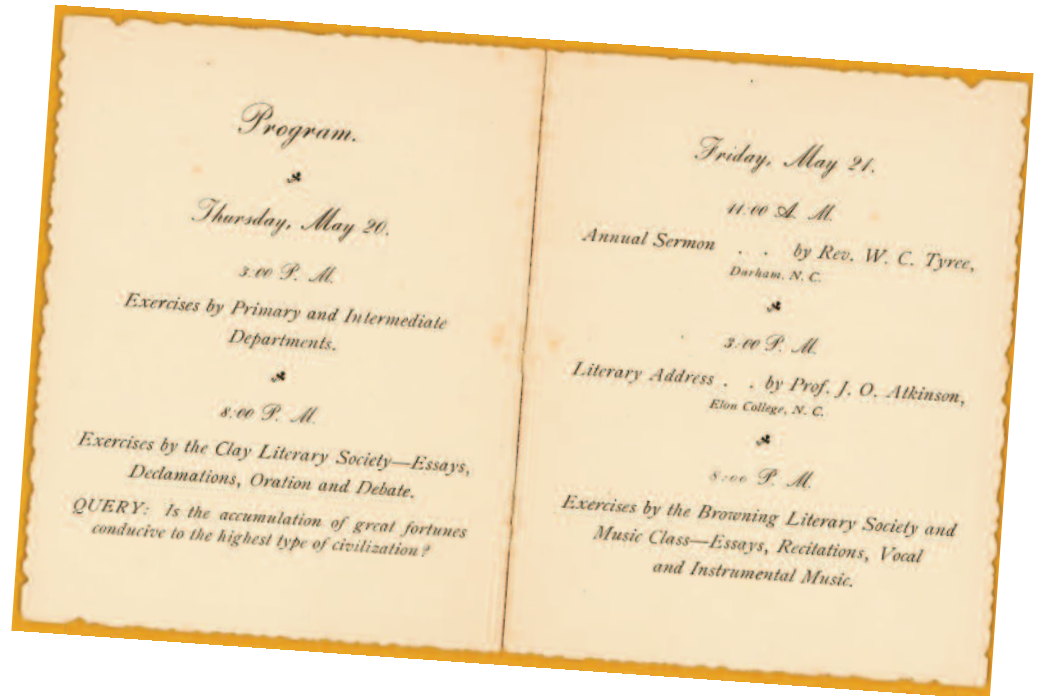 Program.
Thursday, May 20.
3:00 P. M.
Exercises by Primary and Intermediate
Departments.
8:00 P. M.
Exercises by the Clay Literary Society—Essays,
Declamations, Oration and Debate.
QUERY: Is the accumulation of great fortunes
conducive to the highest type of civilization?
Friday, May 21.
11:00 A. M.
Annual Sermon . . by Rev. W. C. Tyree,
Durham, N. C.
3:00 P. M.
Literary Address . . by Prof. J. O. Atkinson,
Elon College, N. C.
8:00 P. M.
Exercises by the Browning Literary Society and
Music Class—Essays, Recitations, Vocal
and Instrumental Music.